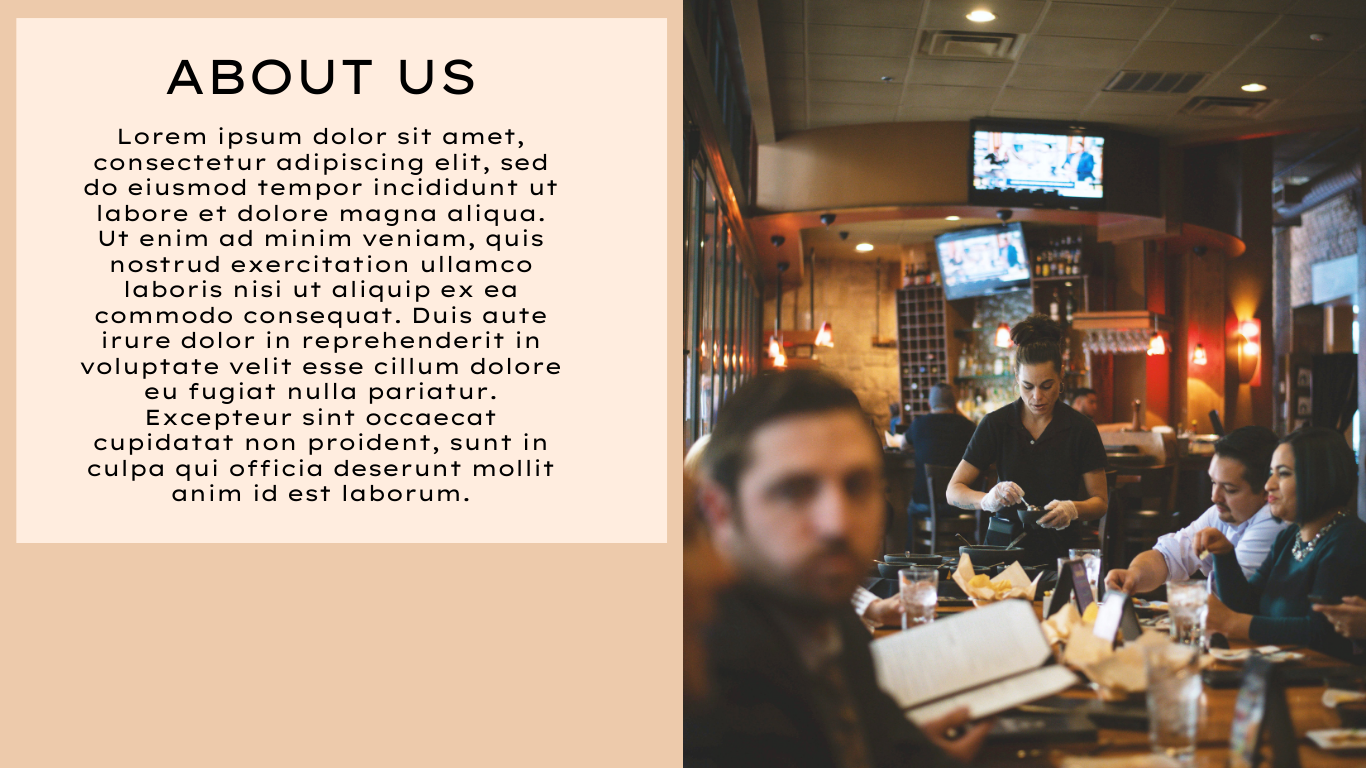 ABOUT US
Lorem ipsum dolor sit amet,
consectetur adipiscing elit, sed
do eiusmod tempor incididunt ut
labore et dolore magna aliqua.
Ut enim ad minim veniam, quis
nostrud exercitation ullamco
laboris nisi ut aliquip ex ea
commodo consequat. Duis aute
irure dolor in reprehenderit in
voluptate velit esse cillum dolore
eu fugiat nulla pariatur.
Excepteur sint occaecat
cupidatat non proident, sunt in
culpa qui officia deserunt mollit
anim id est laborum.